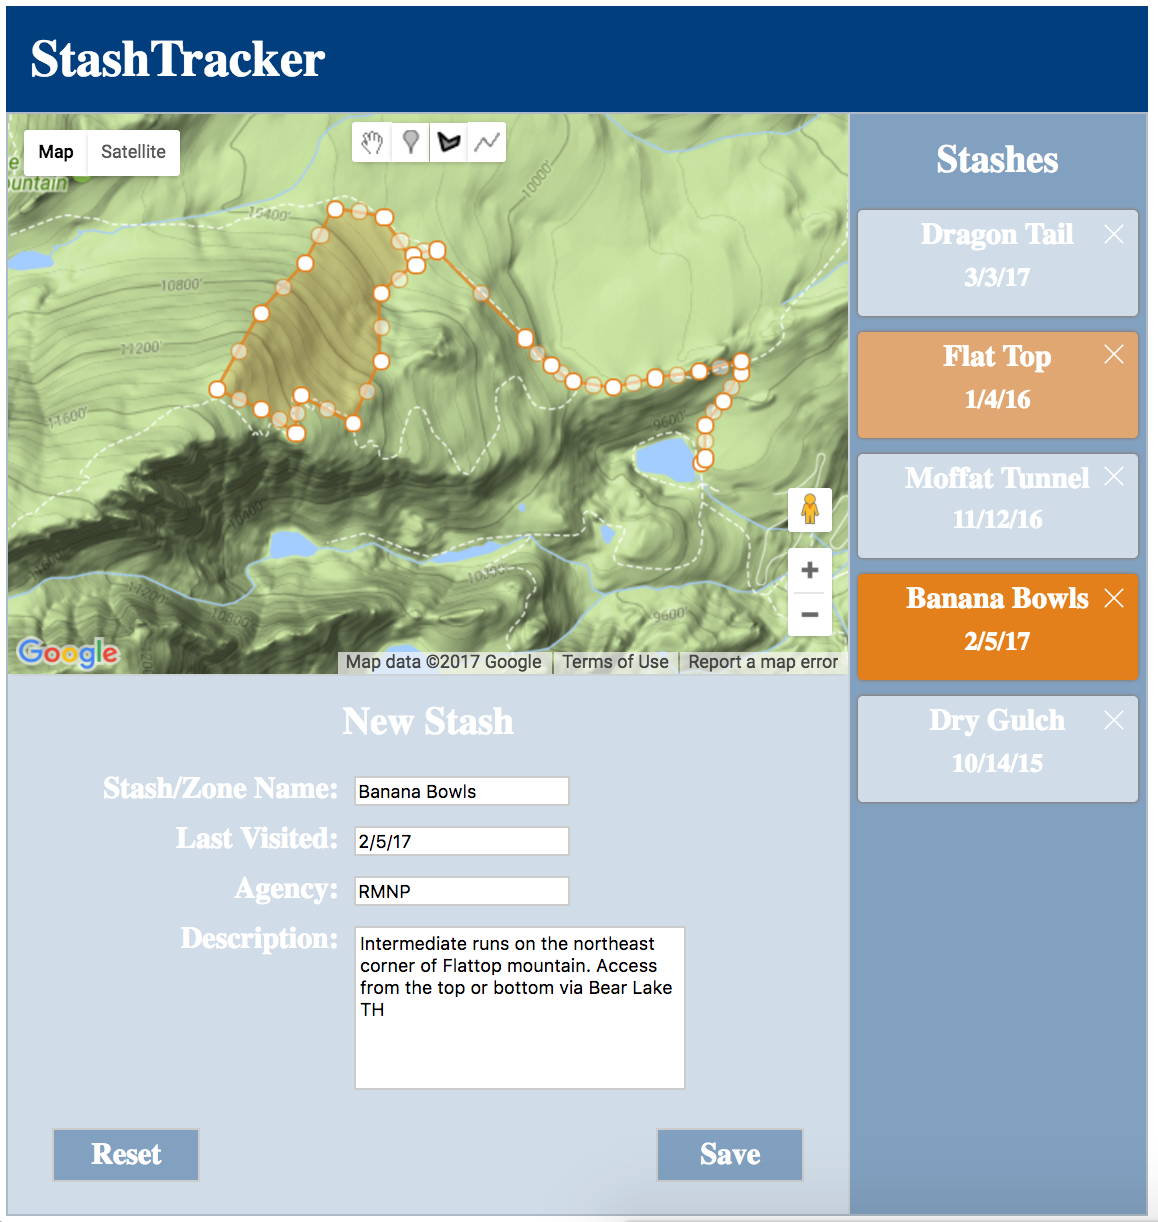 StashTracker
Map
Satellite
e
ountain
10400'
10000'
10800'
11200'
11600'
9600'
10400'
10350'
11200'
10800'
9600'
Google
Map data ©2017 Google
Terms of Use
Report a map error
Stashes
Dragon Tail
3/3/17
Flat Top
1/4/16
Moffat Tunnel
11/12/16
Banana Bowls
2/5/17
Dry Gulch
10/14/15
New Stash
Stash/Zone Name: Banana Bowls
Last Visited: 2/5/17
Agency: RMNP
Description: Intermediate runs on the northeast
corner of Flattop mountain. Access
from the top or bottom via Bear Lake
TH
Reset
Save